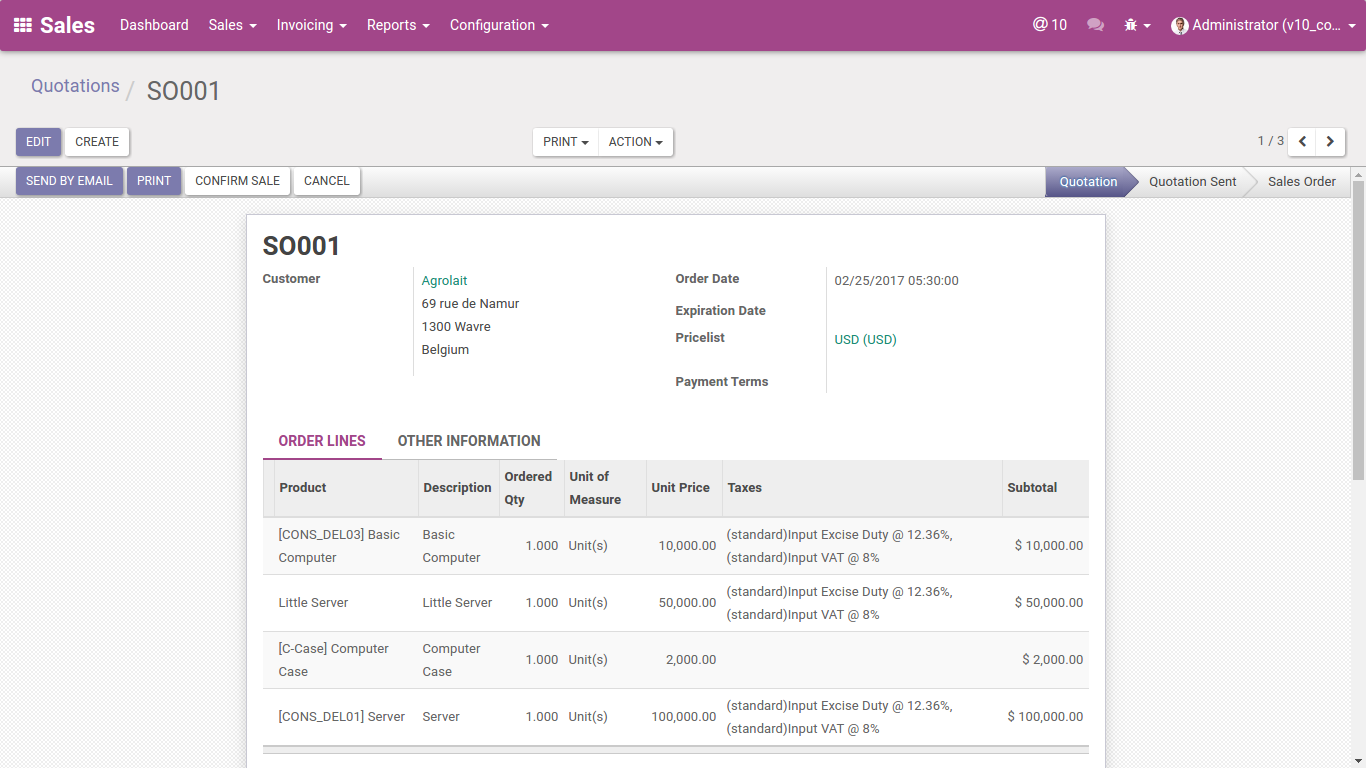 Sales Dashboard Sales Invoicing Reports Configuration @ 10 Administrator (v10_co...
Quotations / SO001
EDIT CREATE PRINT ACTION 1 / 3
SEND BY EMAIL PRINT CONFIRM SALE CANCEL Quotation Quotation Sent Sales Order
SO001
Customer
Agrolait
69 rue de Namur
1300 Wavre
Belgium
Order Date 02/25/2017 05:30:00
Expiration Date
Pricelist USD (USD)
Payment Terms
ORDER LINES OTHER INFORMATION
Product Description Ordered Qty Unit of Measure Unit Price Taxes Subtotal
[CONS_DEL03] Basic Computer Basic Computer 1.000 Unit(s) 10,000.00 (standard)Input Excise Duty @ 12.36%, (standard)Input VAT @ 8% $ 10,000.00
Little Server Little Server 1.000 Unit(s) 50,000.00 (standard)Input Excise Duty @ 12.36%, (standard)Input VAT @ 8% $ 50,000.00
[C-Case] Computer Case Computer Case 1.000 Unit(s) 2,000.00 $ 2,000.00
[CONS_DEL01] Server Server 1.000 Unit(s) 100,000.00 (standard)Input Excise Duty @ 12.36%, (standard)Input VAT @ 8% $ 100,000.00